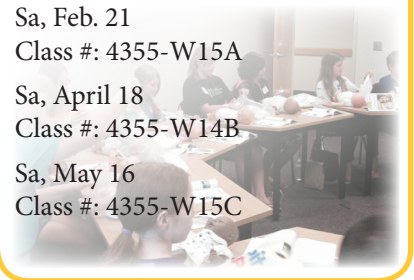 Sa, Feb. 21
Class #: 4355-W15A
Sa, April 18
Class #: 4355-W14B
Sa, May 16
Class #: 4355-W15C